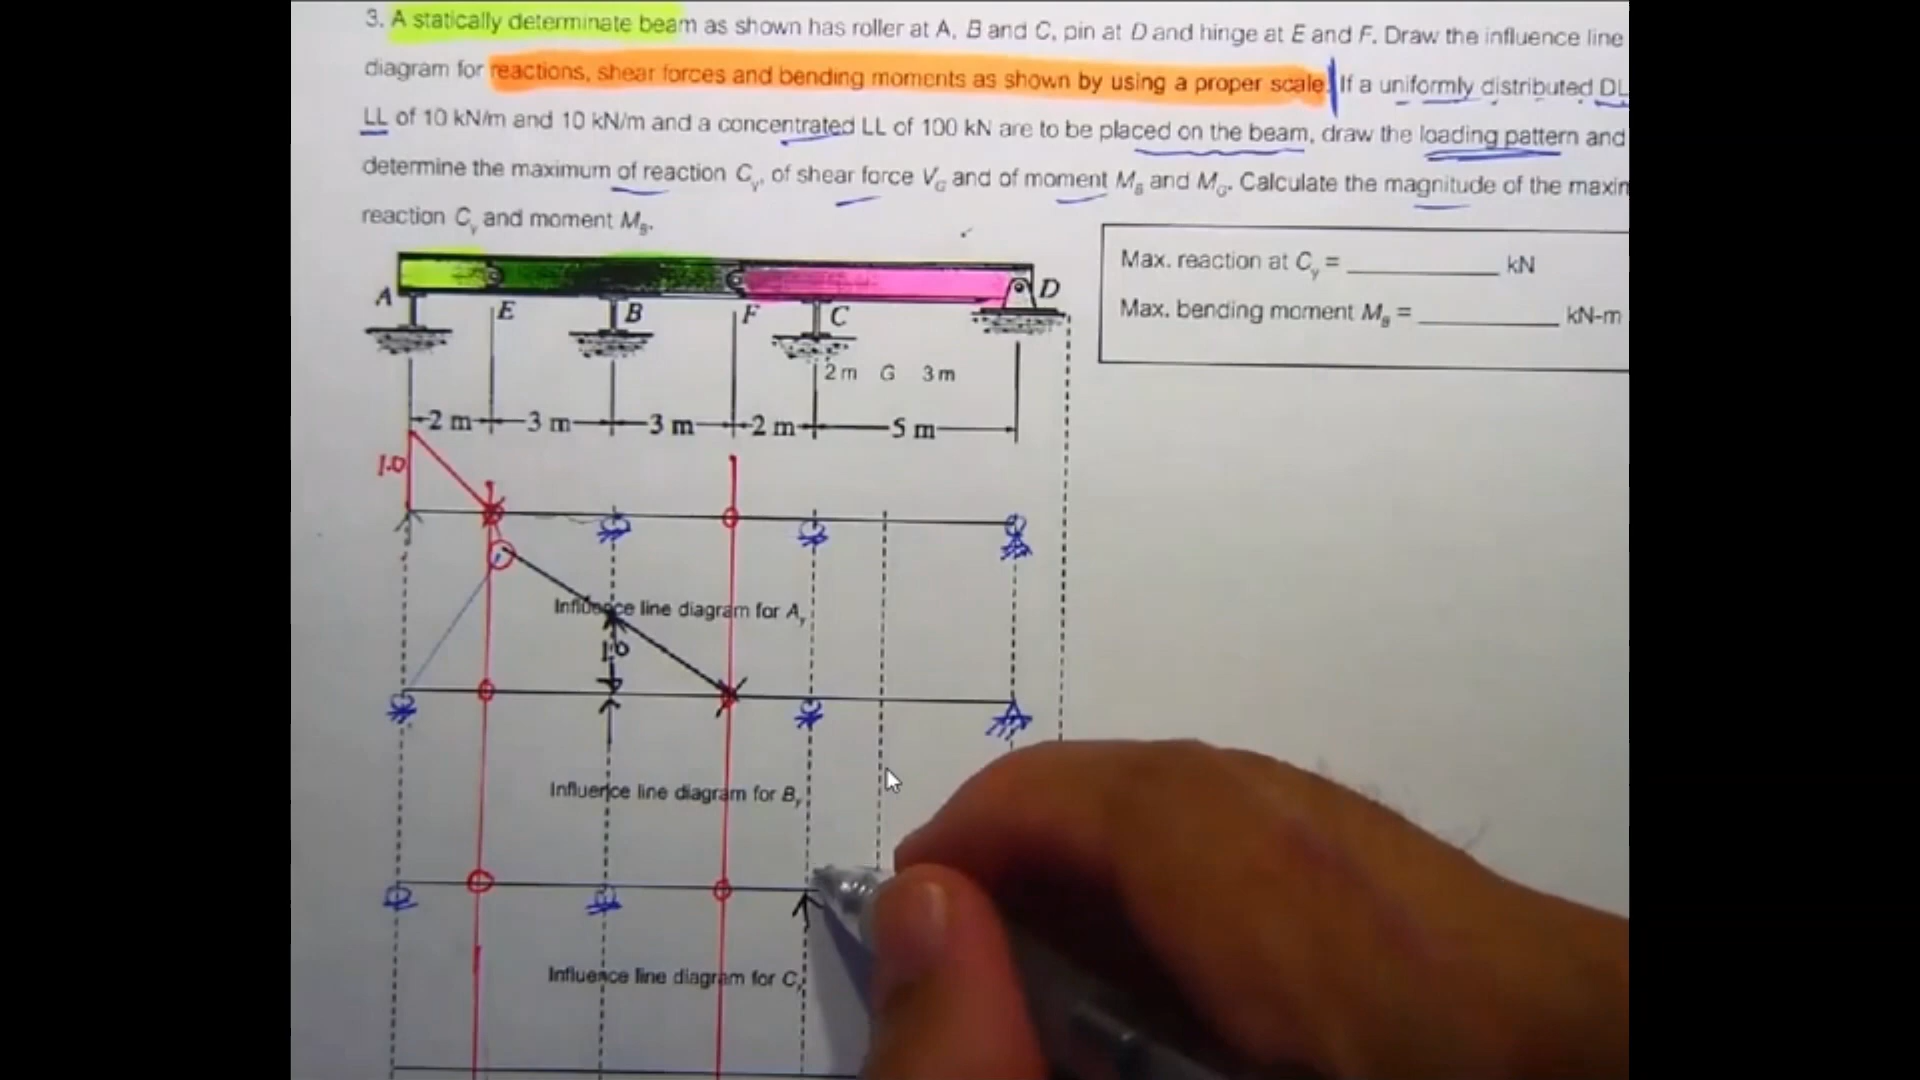 3. A statically determinate beam as shown has roller at A, B and C, pin at D and hinge at E and F. Draw the influence line
diagram for reactions, shear forces and bending moments as shown by using a proper scale. If a uniformly distributed DL
LL of 10 kN/m and 10 kN/m and a concentrated LL of 100 kN are to be placed on the beam, draw the loading pattern and
determine the maximum of reaction Cy, of shear force VG and of moment MB and MG. Calculate the magnitude of the
reaction Cy and moment MB.
Max. reaction at Cy = kN
Max. bending moment MB = kN-m
A E B F C D
2 m G 3 m
2 m 3 m 3 m 2 m 5 m
1.0
Influence line diagram for Ay
1.0
Influence line diagram for By
Influence line diagram for Cy